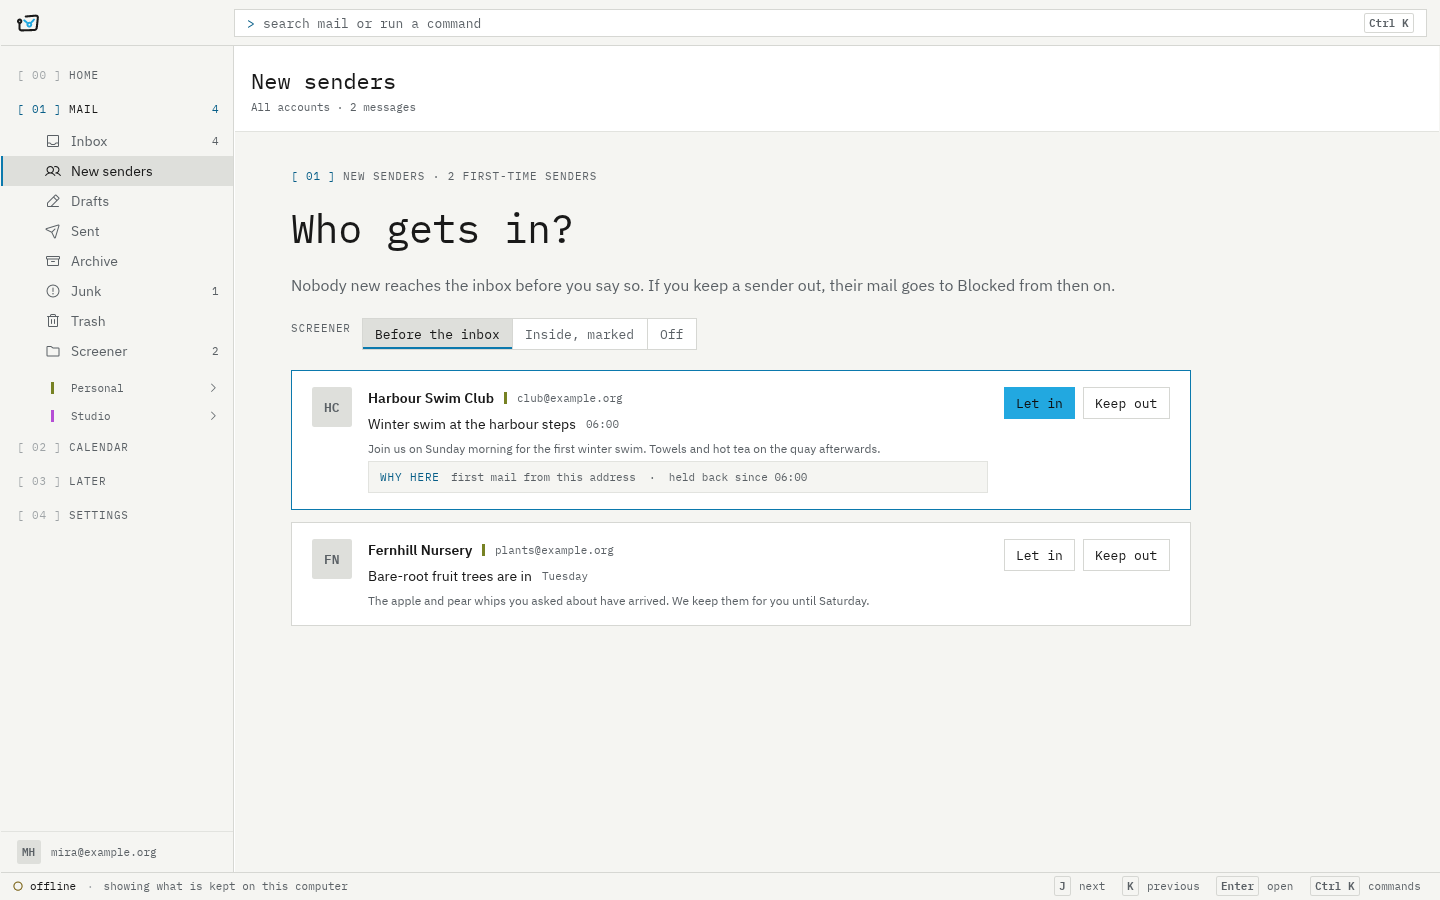 > search mail or run a command Ctrl K
[ 00 ] HOME
[ 01 ] MAIL 4
Inbox 4
New senders
Drafts
Sent
Archive
Junk 1
Trash
Screener 2
Personal
Studio
[ 02 ] CALENDAR
[ 03 ] LATER
[ 04 ] SETTINGS
MH mira@example.org
New senders
All accounts · 2 messages
[ 01 ] NEW SENDERS · 2 FIRST-TIME SENDERS
Who gets in?
Nobody new reaches the inbox before you say so. If you keep a sender out, their mail goes to Blocked from then on.
SCREENER Before the inbox Inside, marked Off
HC Harbour Swim Club club@example.org Let in Keep out
Winter swim at the harbour steps 06:00
Join us on Sunday morning for the first winter swim. Towels and hot tea on the quay afterwards.
WHY HERE first mail from this address · held back since 06:00
FN Fernhill Nursery plants@example.org Let in Keep out
Bare-root fruit trees are in Tuesday
The apple and pear whips you asked about have arrived. We keep them for you until Saturday.
offline · showing what is kept on this computer J next K previous Enter open Ctrl K commands